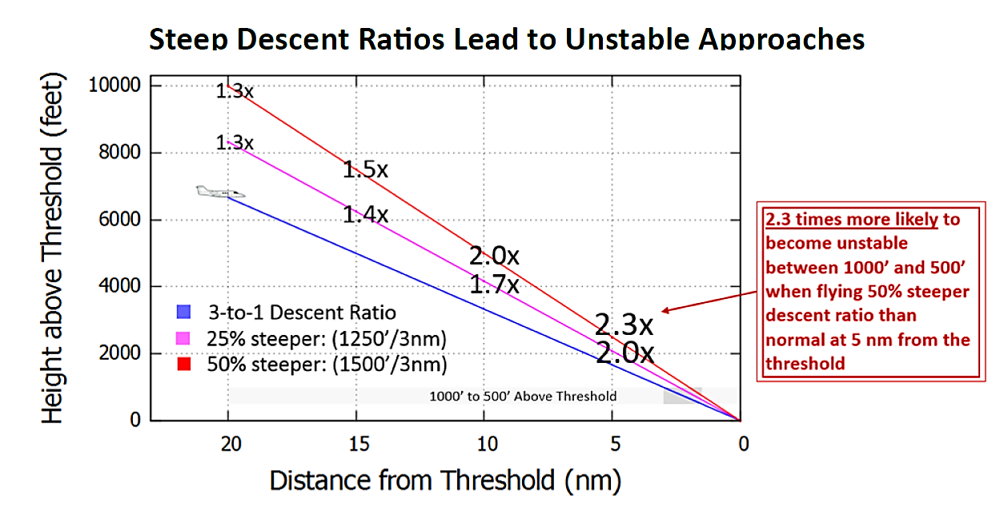 Steep Descent Ratios Lead to Unstable Approaches
Height above Threshold (feet)
10000
8000
6000
4000
2000
0
1.3x
1.3x
1.5x
1.4x
2.0x
1.7x
2.3x
2.0x
3-to-1 Descent Ratio
25% steeper: (1250’/3nm)
50% steeper: (1500’/3nm)
1000’ to 500’ Above Threshold
20
15
10
5
0
Distance from Threshold (nm)
2.3 times more likely to
become unstable
between 1000’ and 500’
when flying 50% steeper
descent ratio than
normal at 5 nm from the
threshold